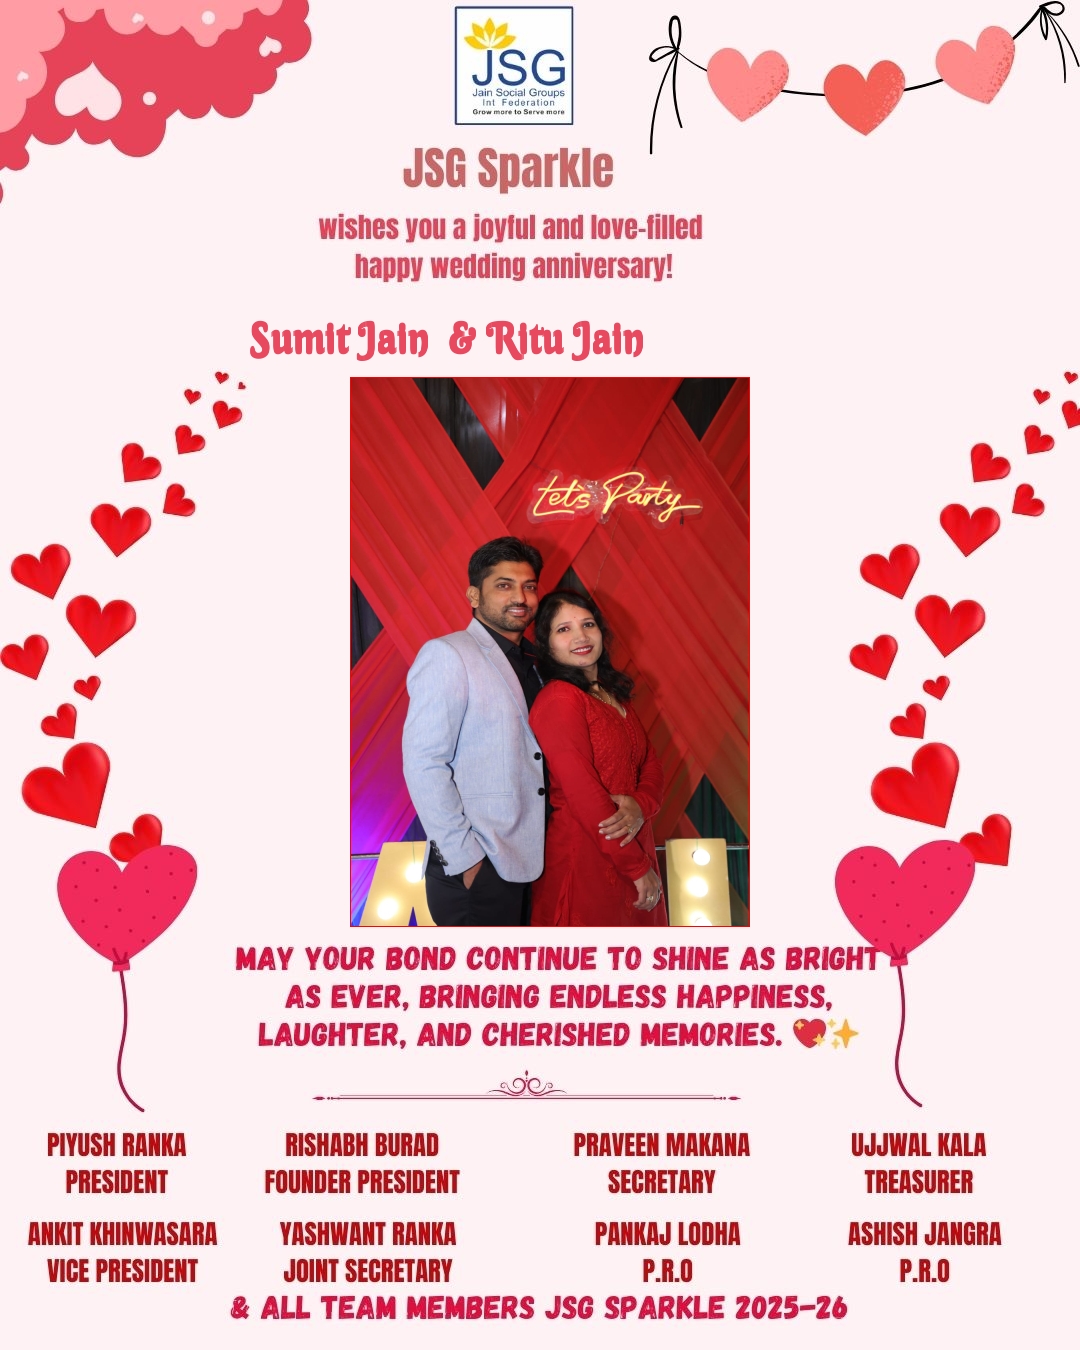 JSG
Jain Social Groups
Int Federation
Grow more to Serve more
JSG Sparkle
wishes you a joyful and love-filled
happy wedding anniversary!
Sumit Jain & Ritu Jain
Let's Party
MAY YOUR BOND CONTINUE TO SHINE AS BRIGHT
AS EVER, BRINGING ENDLESS HAPPINESS,
LAUGHTER, AND CHERISHED MEMORIES. 💖✨
PIYUSH RANKA
PRESIDENT
RISHABH BURAD
FOUNDER PRESIDENT
PRAVEEN MAKANA
SECRETARY
UJJWAL KALA
TREASURER
ANKIT KHINWASARA
VICE PRESIDENT
YASHWANT RANKA
JOINT SECRETARY
PANKAJ LODHA
P.R.O
ASHISH JANGRA
P.R.O
& ALL TEAM MEMBERS JSG SPARKLE 2025-26